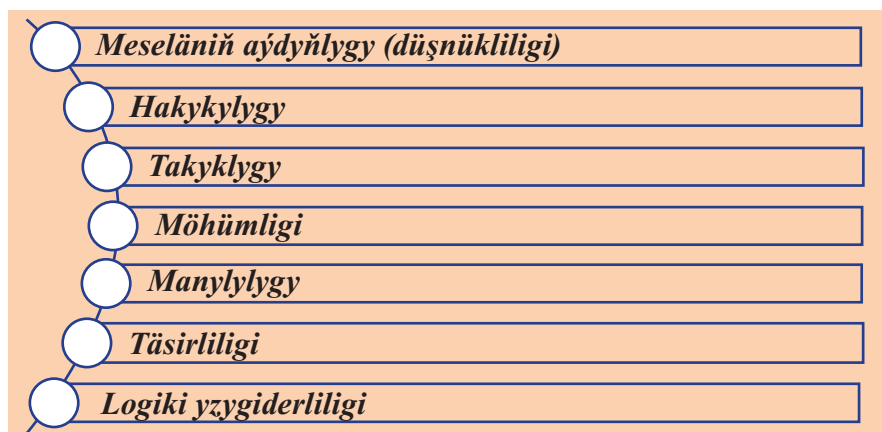 Meseläniň aýdyňlygy (düşnükliligi)
Hakykylygy
Takyklygy
Möhümligi
Manylylygy
Täsirliligi
Logiki yzygiderliligi